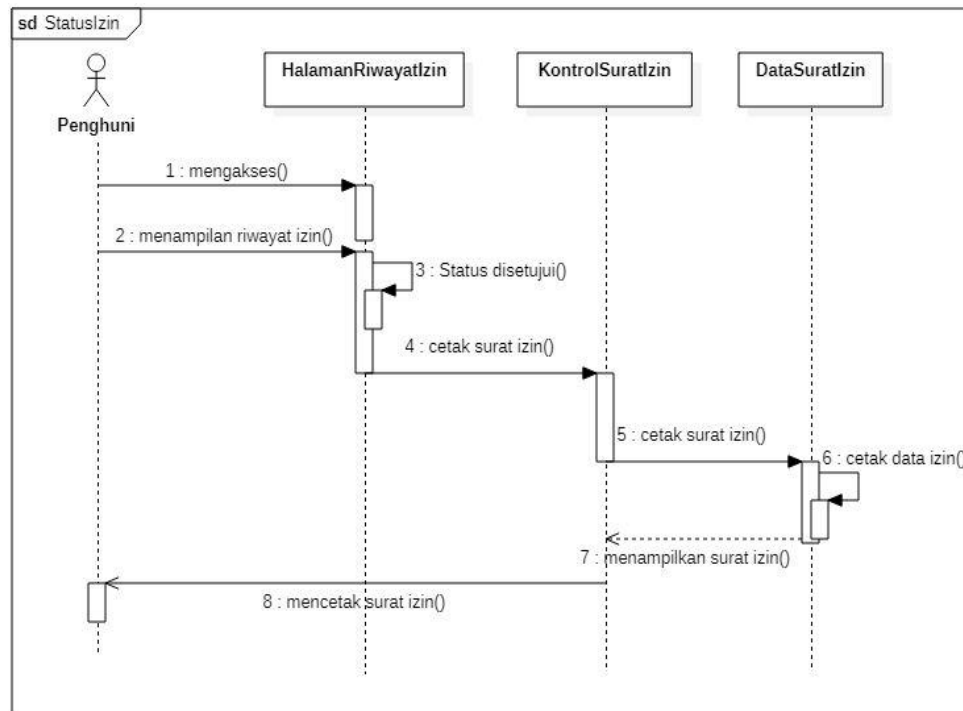 sd StatusIzin
HalamanRiwayatIzin
KontrolSuratIzin
DataSuratIzin
Penghuni
1 : mengakses()
2 : menampilan riwayat izin()
3 : Status disetujui()
4 : cetak surat izin()
5 : cetak surat izin()
6 : cetak data izin()
7 : menampilkan surat izin()
8 : mencetak surat izin()